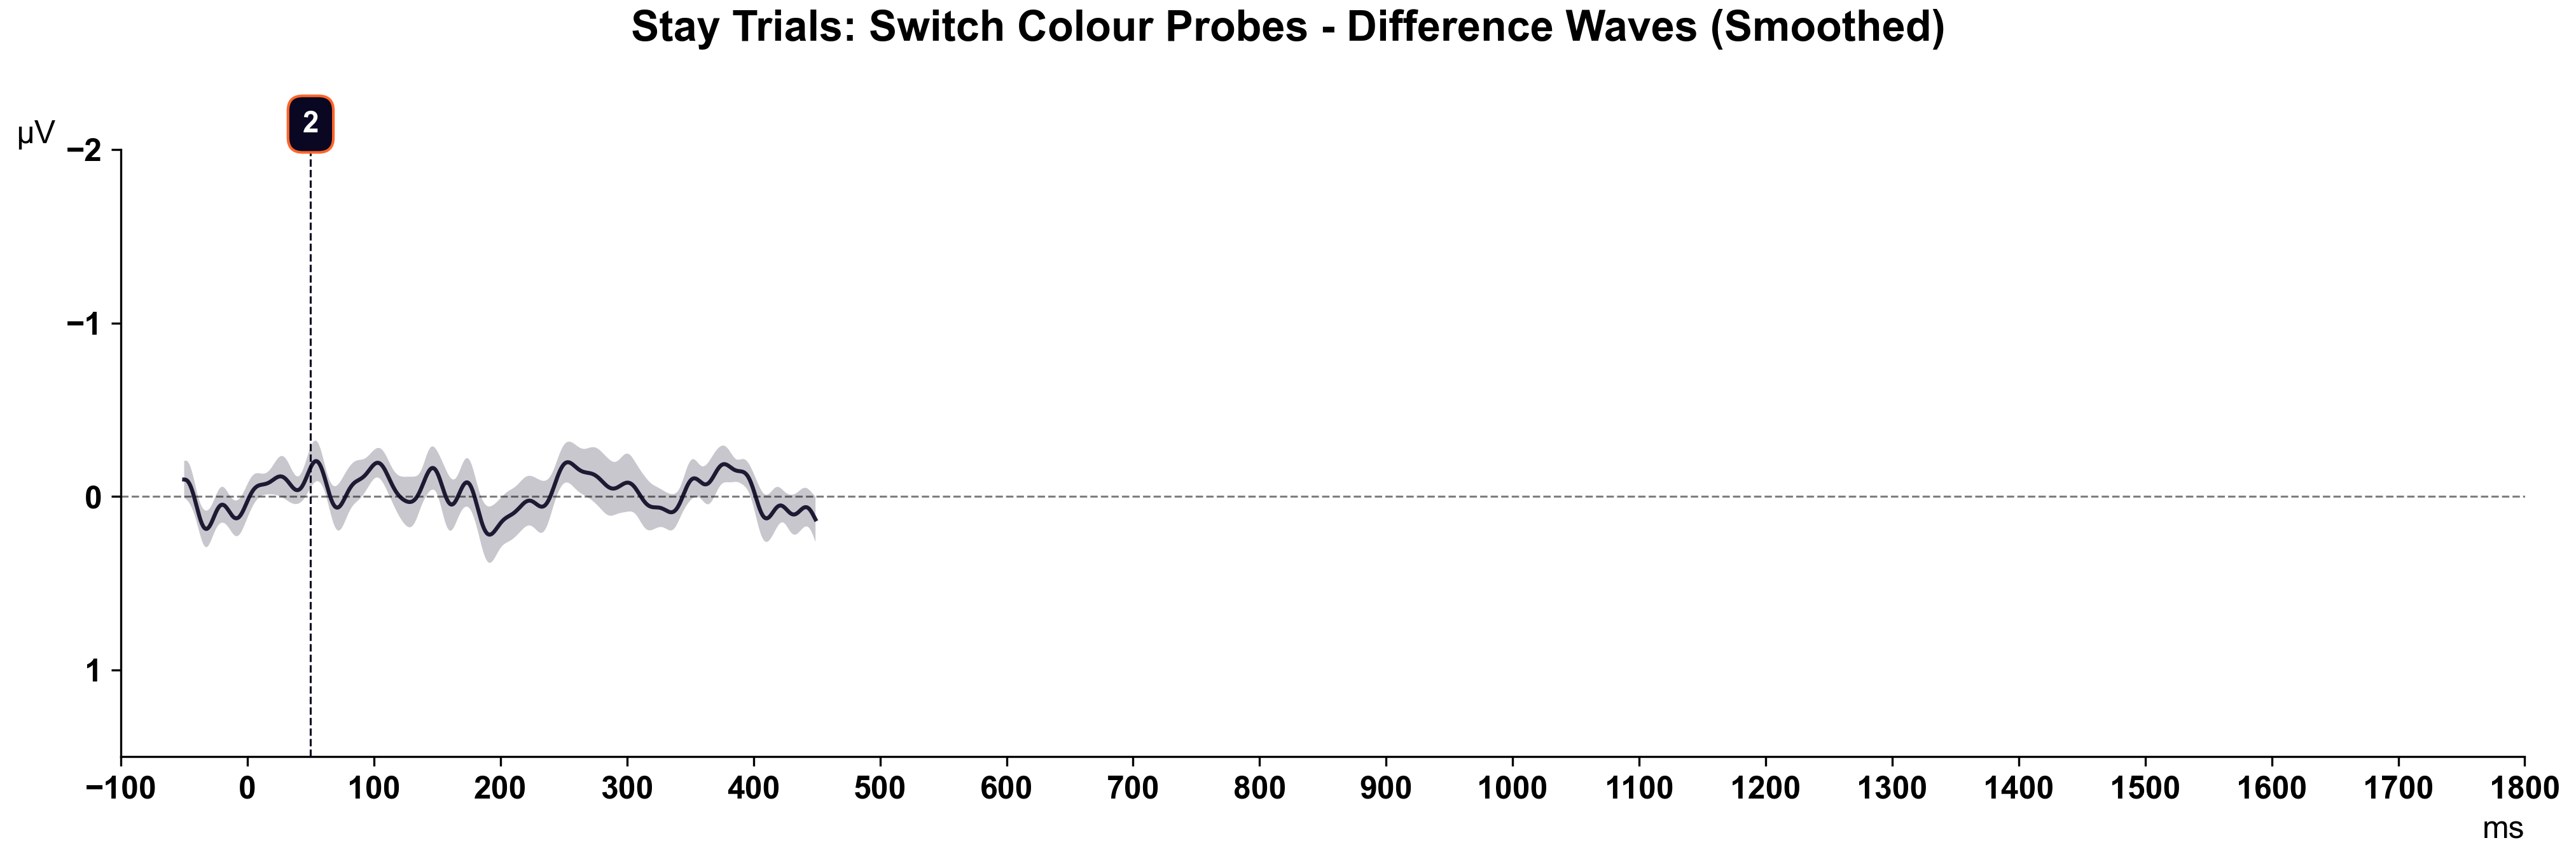 Stay Trials: Switch Colour Probes - Difference Waves (Smoothed)
2
µV
−2
−1
0
1
−100 0 100 200 300 400 500 600 700 800 900 1000 1100 1200 1300 1400 1500 1600 1700 1800
ms